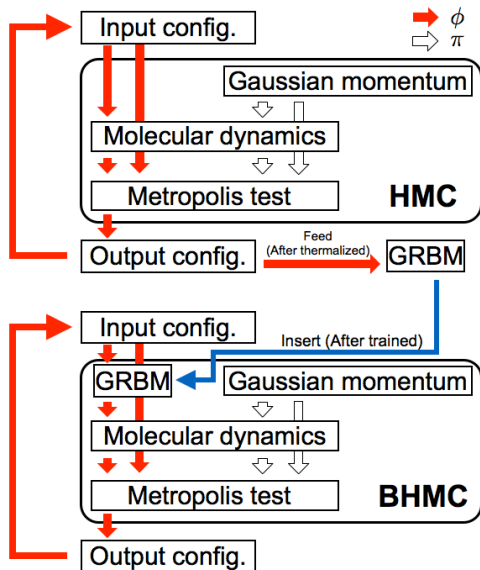 Input config.
ϕ
π
Gaussian momentum
Molecular dynamics
Metropolis test
HMC
Output config.
Feed
(After thermalized)
GRBM
Input config.
Insert (After trained)
GRBM
Gaussian momentum
Molecular dynamics
Metropolis test
BHMC
Output config.